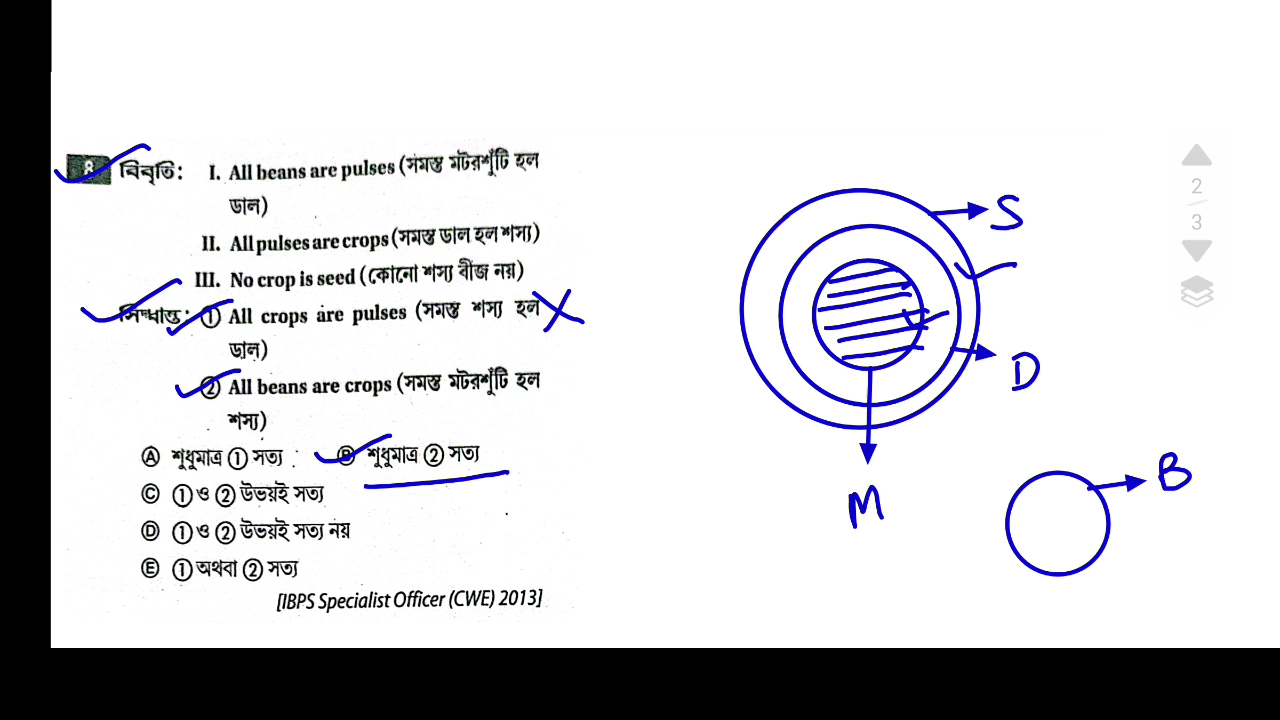 8 বিবৃতি: I. All beans are pulses (সমস্ত মটরশুঁটি হল
ডাল)
II. All pulses are crops (সমস্ত ডাল হল শস্য)
III. No crop is seed (কোনো শস্য বীজ নয়)
সিদ্ধান্ত: ① All crops are pulses (সমস্ত শস্য হল
ডাল)
② All beans are crops (সমস্ত মটরশুঁটি হল
শস্য)
Ⓐ শুধুমাত্র ① সত্য Ⓑ শুধুমাত্র ② সত্য
Ⓒ ① ও ② উভয়ই সত্য
Ⓓ ① ও ② উভয়ই সত্য নয়
Ⓔ ① অথবা ② সত্য
[IBPS Specialist Officer (CWE) 2013]
S
D
M
B
2
3